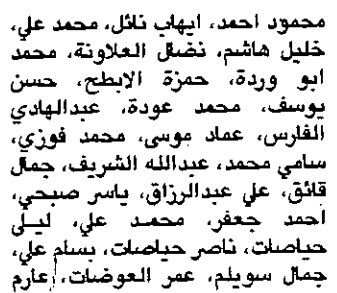 محمود احمد، ايهاب نائل، محمد علي،
خليل هاشم، نضال العلاونة، محمد
ابو وردة، حمزة الابطح، حسن
يوسف، محمد عودة، عبدالهادي
الفارس، عماد موسى، محمد فوزي،
سامي محمد، عبدالله الشريف، جمال
قائق، علي عبدالرزاق، ياسر صبحي،
احمد جعفر، محمد علي، ليلى
حياصات، ناصر حياصات، بسام علي،
جمال سويلم، عمر العوضات، عارم